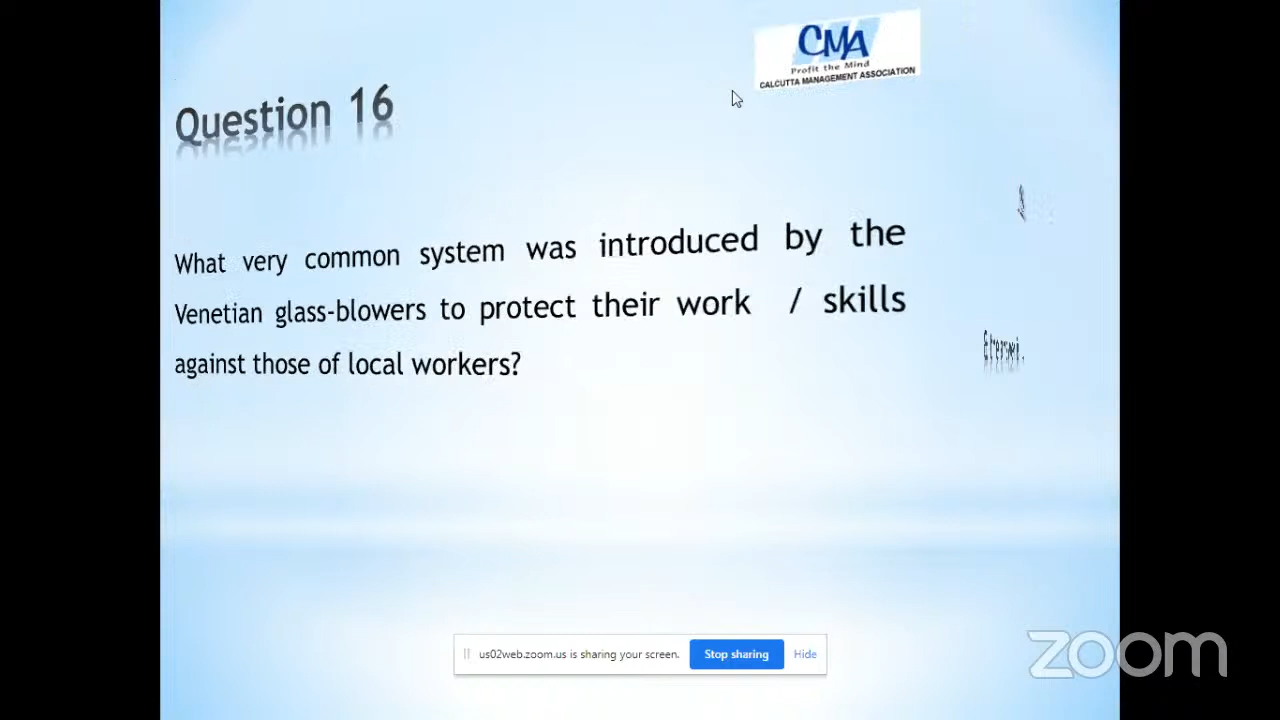 CMA
Profit the Mind
CALCUTTA MANAGEMENT ASSOCIATION
Question 16
What very common system was introduced by the
Venetian glass-blowers to protect their work / skills
against those of local workers?
us02web.zoom.us is sharing your screen.
Stop sharing
Hide
zoom